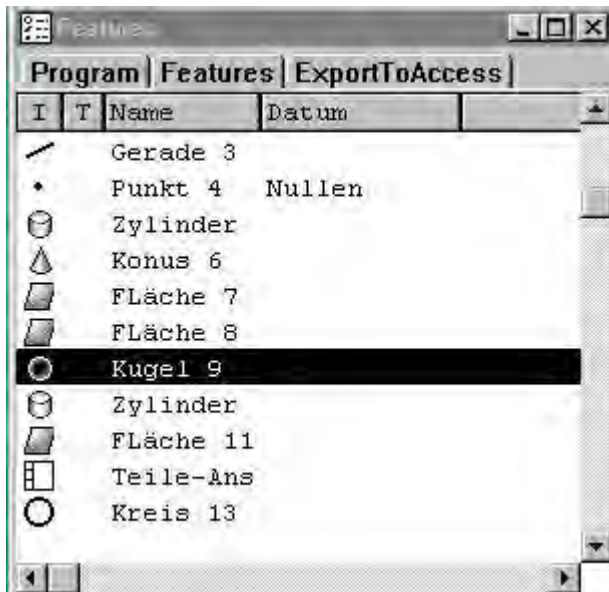 Features
Program Features ExportToAccess
I T Name Datum
Gerade 3
Punkt 4 Nullen
Zylinder
Konus 6
FLäche 7
FLäche 8
Kugel 9
Zylinder
FLäche 11
Teile-Ans
Kreis 13